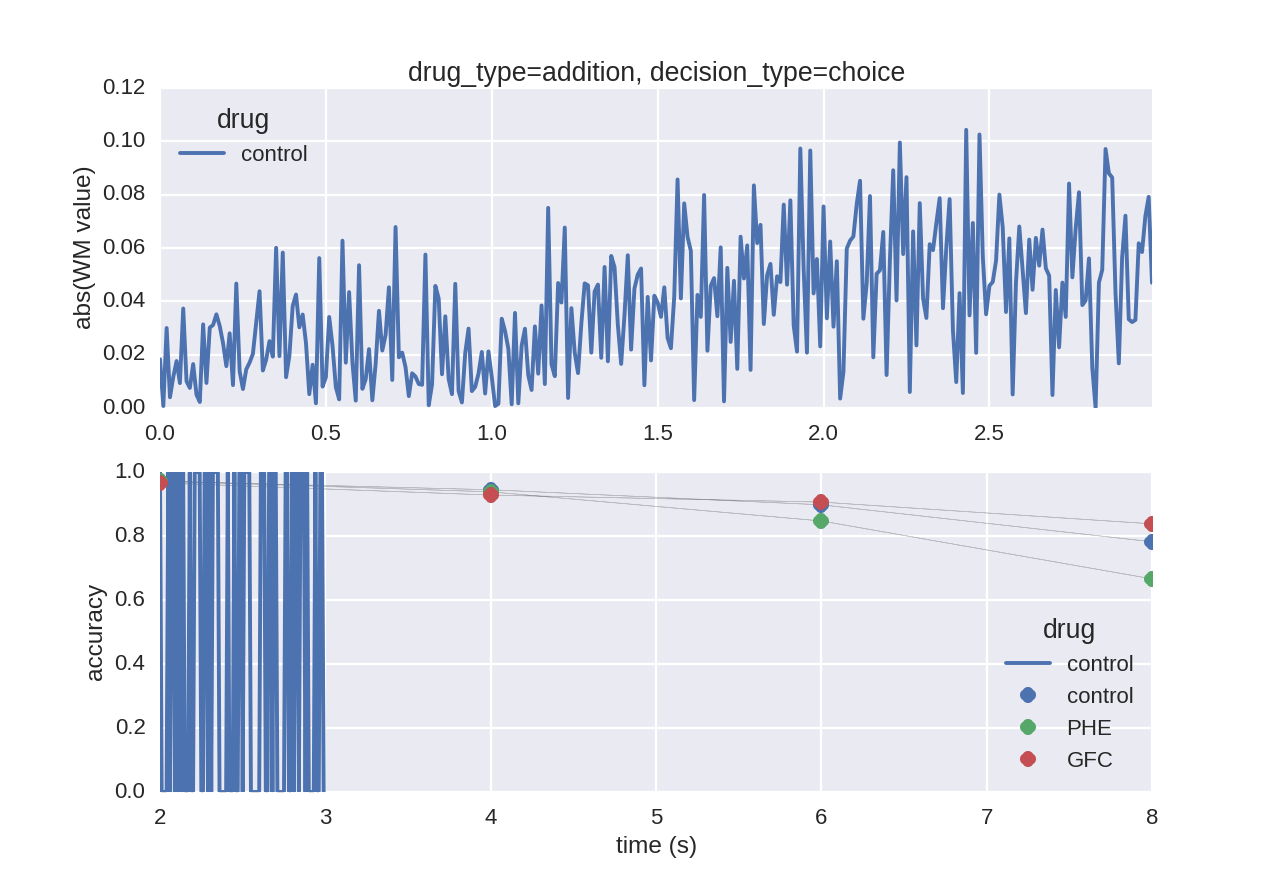 drug_type=addition, decision_type=choice
0.12
0.10
0.08
0.06
0.04
0.02
0.00
abs(WM value)
drug
control
0.0 0.5 1.0 1.5 2.0 2.5
1.0
0.8
0.6
0.4
0.2
0.0
accuracy
drug
control
control
PHE
GFC
2 3 4 5 6 7 8
time (s)